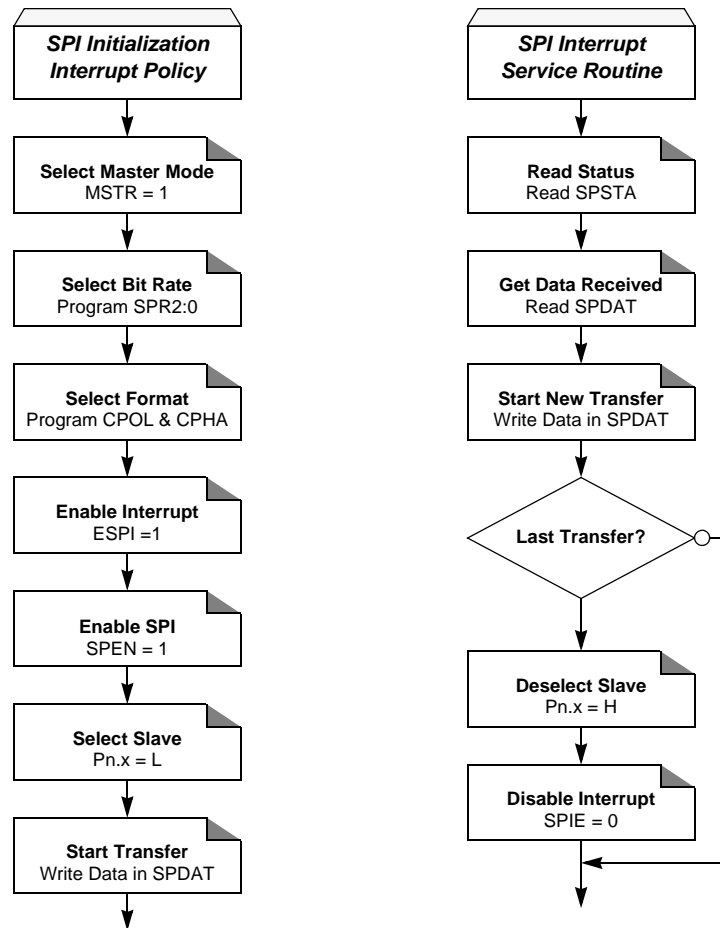 SPI Initialization
Interrupt Policy
Select Master Mode
MSTR = 1
Select Bit Rate
Program SPR2:0
Select Format
Program CPOL & CPHA
Enable Interrupt
ESPI =1
Enable SPI
SPEN = 1
Select Slave
Pn.x = L
Start Transfer
Write Data in SPDAT
SPI Interrupt
Service Routine
Read Status
Read SPSTA
Get Data Received
Read SPDAT
Start New Transfer
Write Data in SPDAT
Last Transfer?
Deselect Slave
Pn.x = H
Disable Interrupt
SPIE = 0